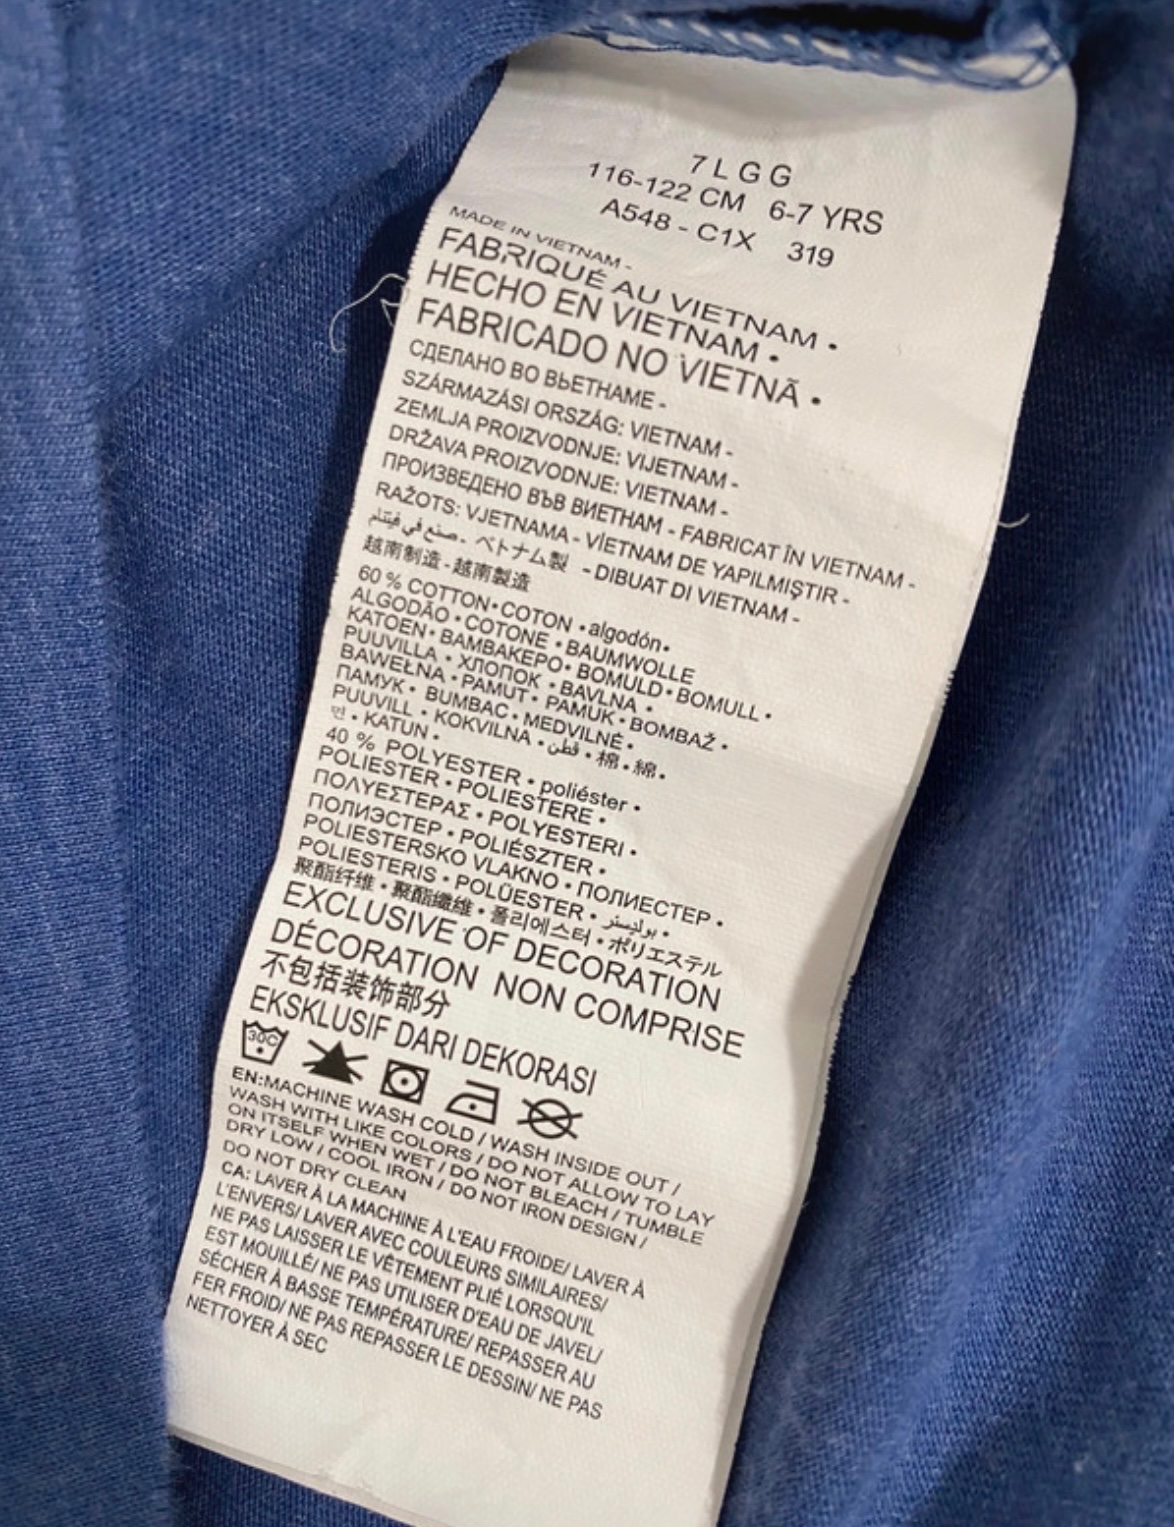 7 L G G
116-122 CM 6-7 YRS
A548 - C1X 319
MADE IN VIETNAM -
FABRIQUÉ AU VIETNAM •
HECHO EN VIETNAM •
FABRICADO NO VIETNÃ •
СДЕЛАНО ВО ВЬЕТНАМЕ -
SZÁRMAZÁSI ORSZÁG: VIETNAM -
ZEMLJA PROIZVODNJE: VIJETNAM -
DRŽAVA PROIZVODNJE: VIETNAM -
ПРОИЗВЕДЕНО ВЪВ ВИЕТНАМ - FABRICAT ÎN VIETNAM -
RAŽOTS: VJETNAMA - VİETNAM DE YAPILMIŞTIR -
صنع في فيتنام - ベトナム製 - DIBUAT DI VIETNAM -
越南制造 - 越南製造
60 % COTTON • COTON • algodón •
ALGODÃO • COTONE • BAUMWOLLE
KATOEN • ΒΑΜΒΑΚΕΡΟ • BOMULD • BOMULL •
PUUVILLA • ХЛОПОК • BAVLNA •
BAWEŁNA • PAMUT • PAMUK • BOMBAŽ •
ПАМУК • BUMBAC • MEDVILNĖ •
PUUVILL • KOKVILNA • قطن • 棉 • 綿 •
면 • KATUN •
40 % POLYESTER • poliéster •
POLIESTER • POLIESTERE •
ΠΟΛΥΕΣΤΕΡΑΣ • POLYESTERI •
ПОЛИЭСТЕР • POLIÉSZTER •
POLIESTERSKO VLAKNO • ПОЛИЕСТЕР •
POLIESTERIS • POLÜESTER • بوليستر •
聚酯纤维 • 聚酯纖維 • 폴리에스터 • ポリエステル
EXCLUSIVE OF DECORATION
DÉCORATION NON COMPRISE
不包括装饰部分
EKSKLUSIF DARI DEKORASI
30C
EN:MACHINE WASH COLD / WASH INSIDE OUT /
WASH WITH LIKE COLORS / DO NOT ALLOW TO LAY
ON ITSELF WHEN WET / DO NOT BLEACH / TUMBLE
DRY LOW / COOL IRON / DO NOT IRON DESIGN /
DO NOT DRY CLEAN
CA: LAVER À LA MACHINE À L'EAU FROIDE/ LAVER À
L'ENVERS/ LAVER AVEC COULEURS SIMILAIRES/
NE PAS LAISSER LE VÊTEMENT PLIÉ LORSQU'IL
EST MOUILLÉ/ NE PAS UTILISER D'EAU DE JAVEL/
SÉCHER À BASSE TEMPÉRATURE/ REPASSER AU
FER FROID/ NE PAS REPASSER LE DESSIN/ NE PAS
NETTOYER À SEC